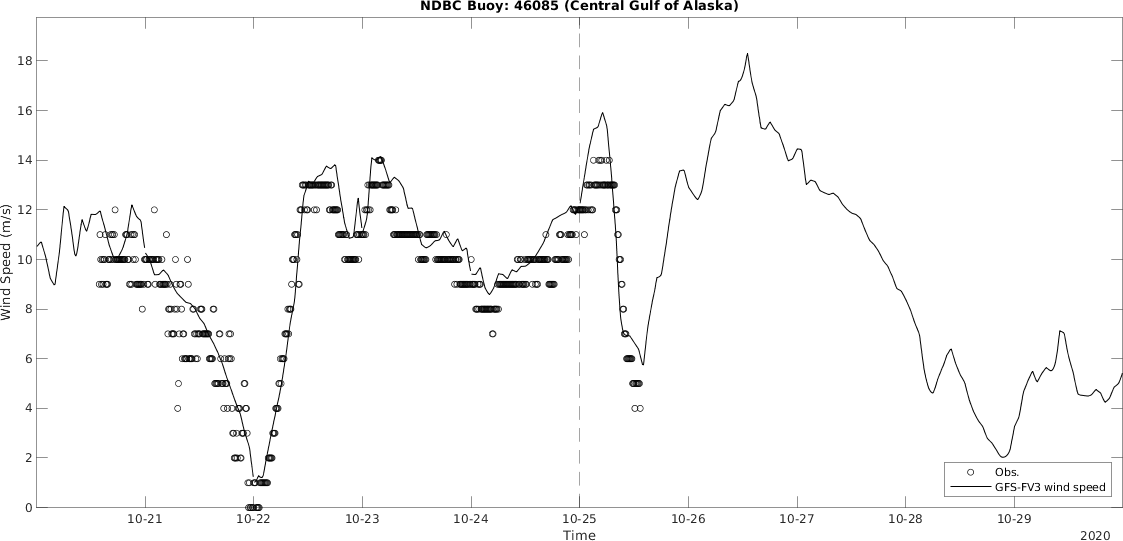 NDBC Buoy: 46085 (Central Gulf of Alaska)
Wind Speed (m/s)
18
16
14
12
10
8
6
4
2
0
Obs.
GFS-FV3 wind speed
10-21 10-22 10-23 10-24 10-25 10-26 10-27 10-28 10-29
Time
2020